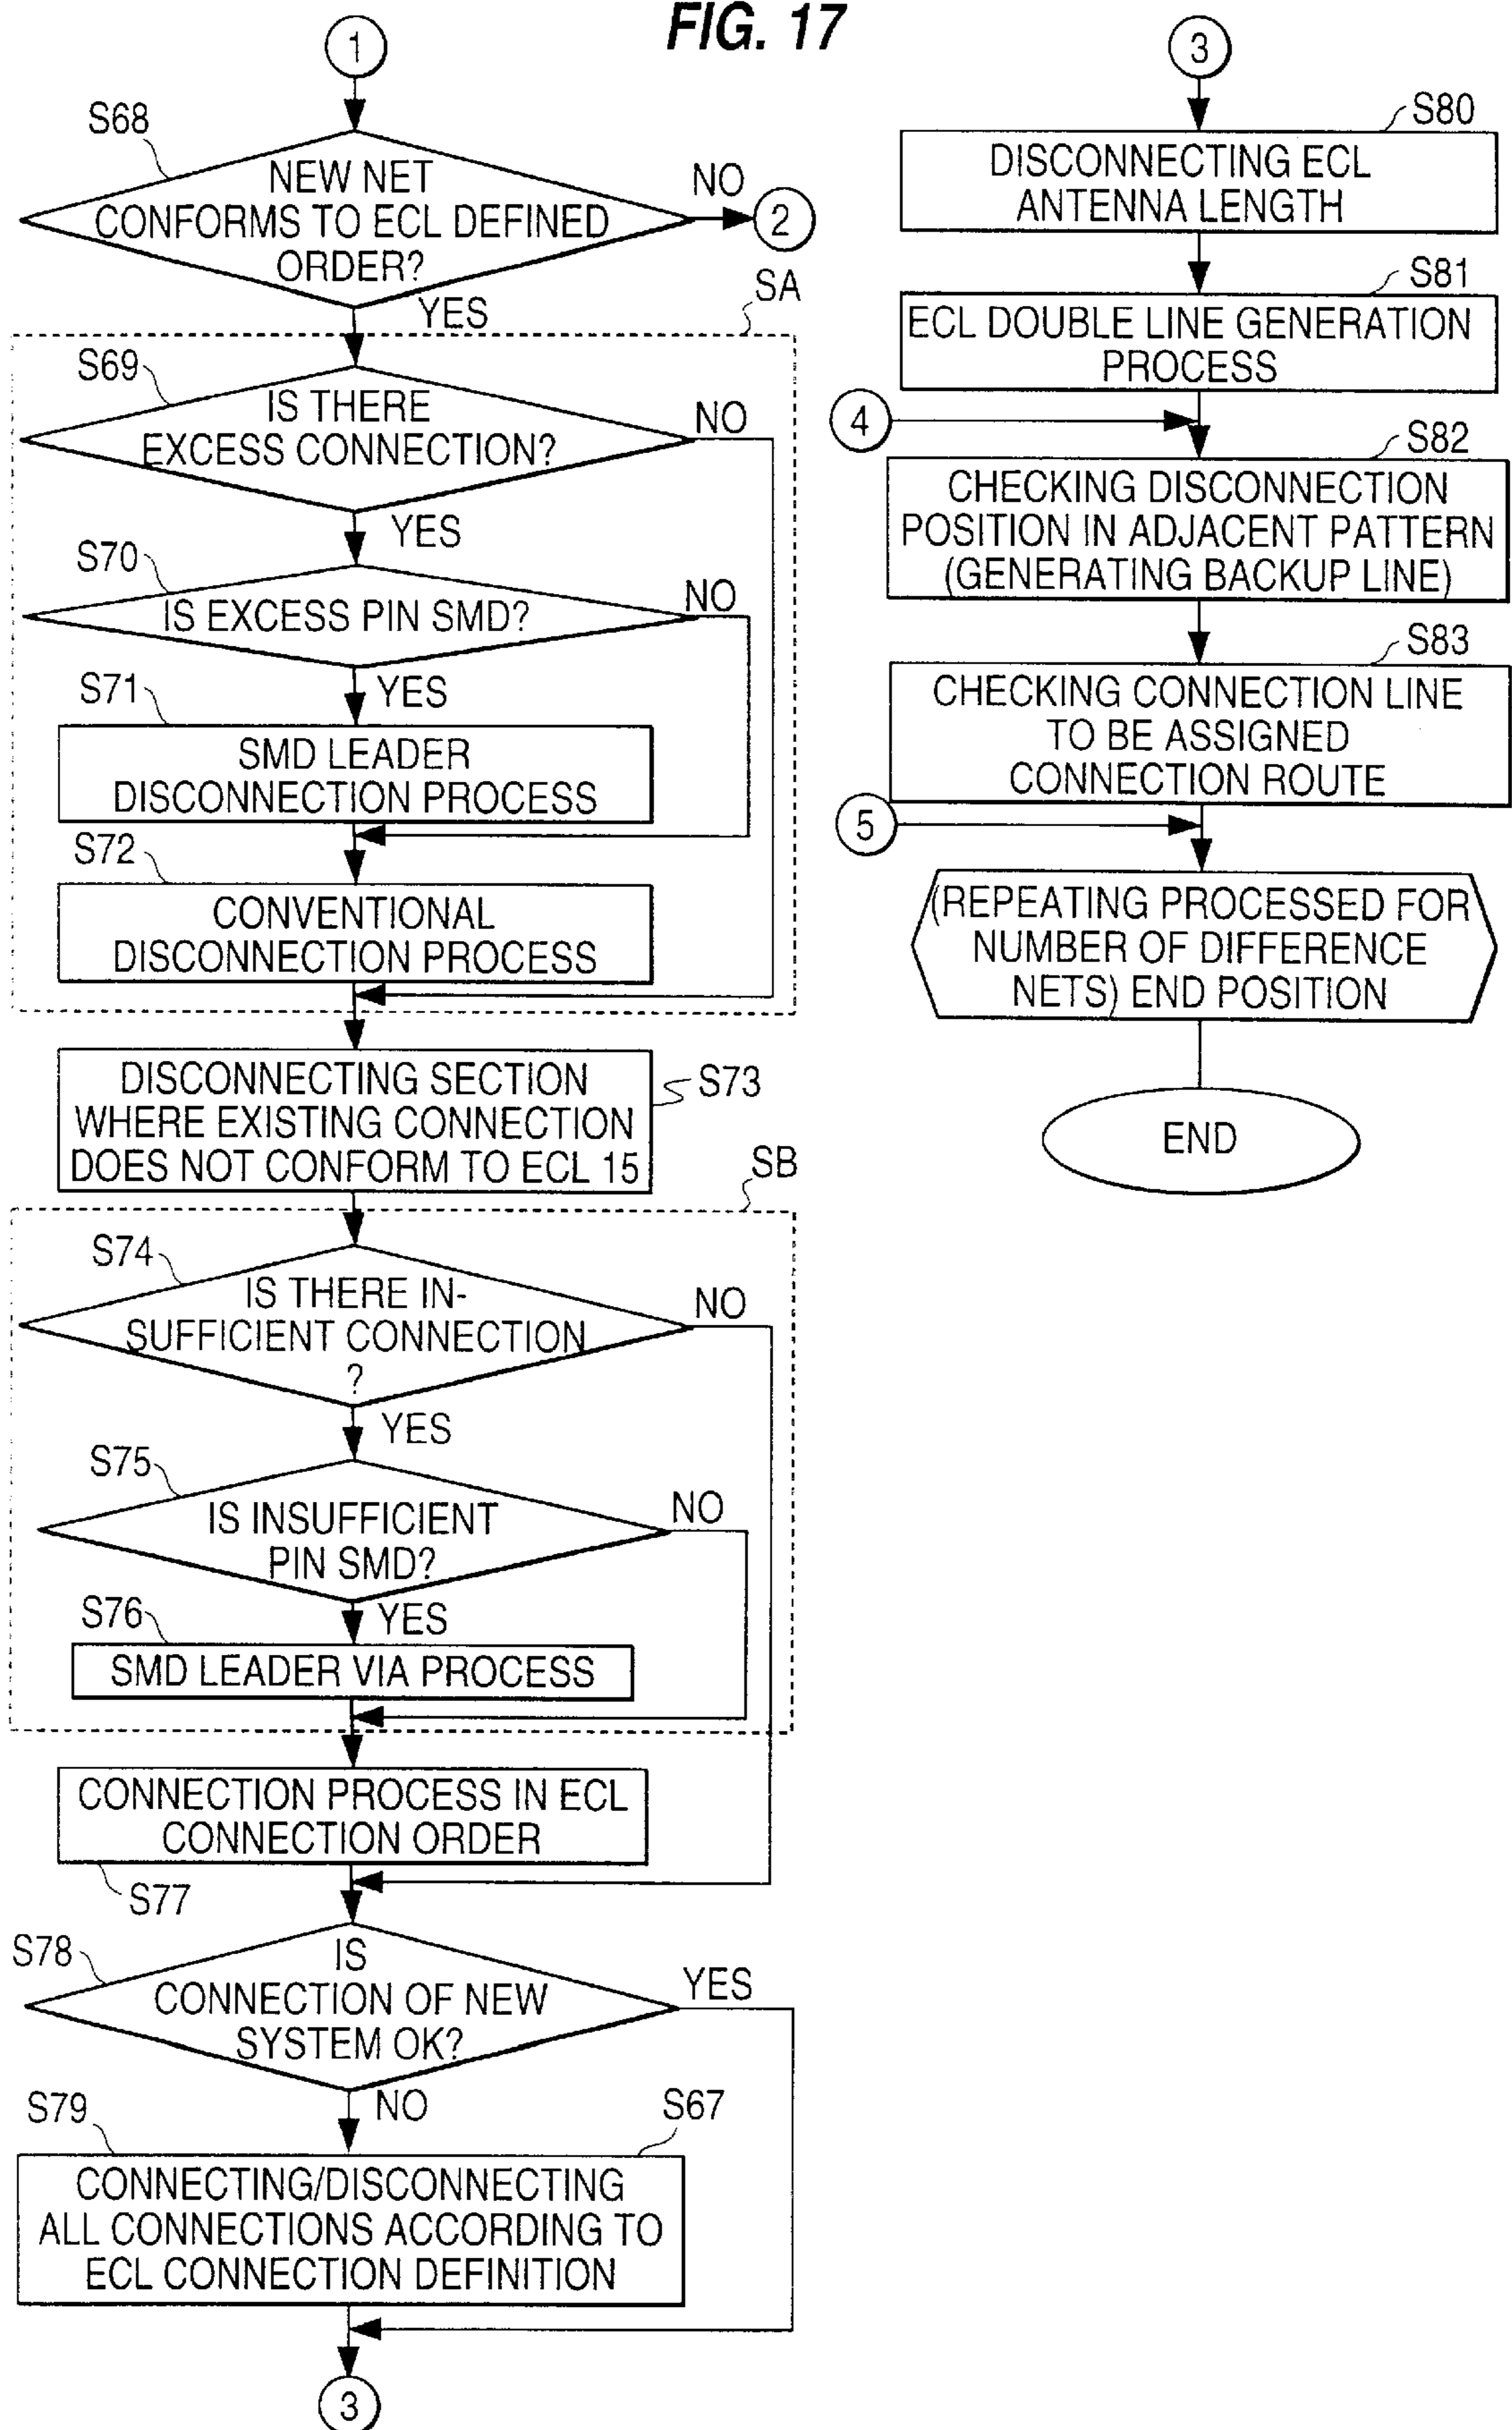 FIG. 17
1
S68
NEW NET
CONFORMS TO ECL DEFINED
ORDER?
NO
2
YES
SA
S69
IS THERE
EXCESS CONNECTION?
NO
YES
S70
IS EXCESS PIN SMD?
NO
YES
S71
SMD LEADER
DISCONNECTION PROCESS
S72
CONVENTIONAL
DISCONNECTION PROCESS
DISCONNECTING SECTION
WHERE EXISTING CONNECTION
DOES NOT CONFORM TO ECL 15
S73
SB
S74
IS THERE IN-
SUFFICIENT CONNECTION
?
NO
YES
S75
IS INSUFFICIENT
PIN SMD?
NO
YES
S76
SMD LEADER VIA PROCESS
CONNECTION PROCESS IN ECL
CONNECTION ORDER
S77
S78
IS
CONNECTION OF NEW
SYSTEM OK?
YES
NO
S79
S67
CONNECTING/DISCONNECTING
ALL CONNECTIONS ACCORDING TO
ECL CONNECTION DEFINITION
3
3
S80
DISCONNECTING ECL
ANTENNA LENGTH
S81
ECL DOUBLE LINE GENERATION
PROCESS
4
S82
CHECKING DISCONNECTION
POSITION IN ADJACENT PATTERN
(GENERATING BACKUP LINE)
S83
CHECKING CONNECTION LINE
TO BE ASSIGNED
CONNECTION ROUTE
5
(REPEATING PROCESSED FOR
NUMBER OF DIFFERENCE
NETS) END POSITION
END